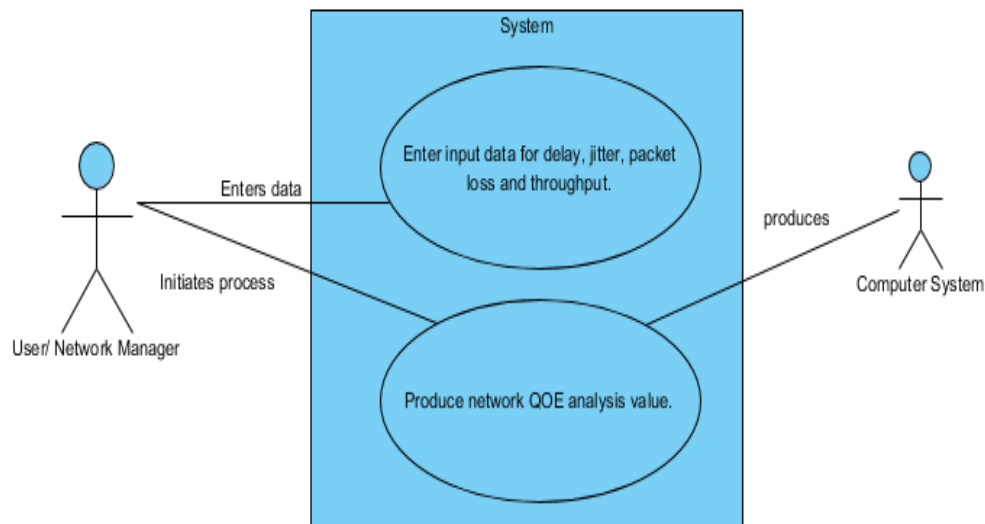 System
Enter input data for delay, jitter, packet
loss and throughput.
Enters data
produces
Initiates process
Computer System
User/ Network Manager
Produce network QOE analysis value.